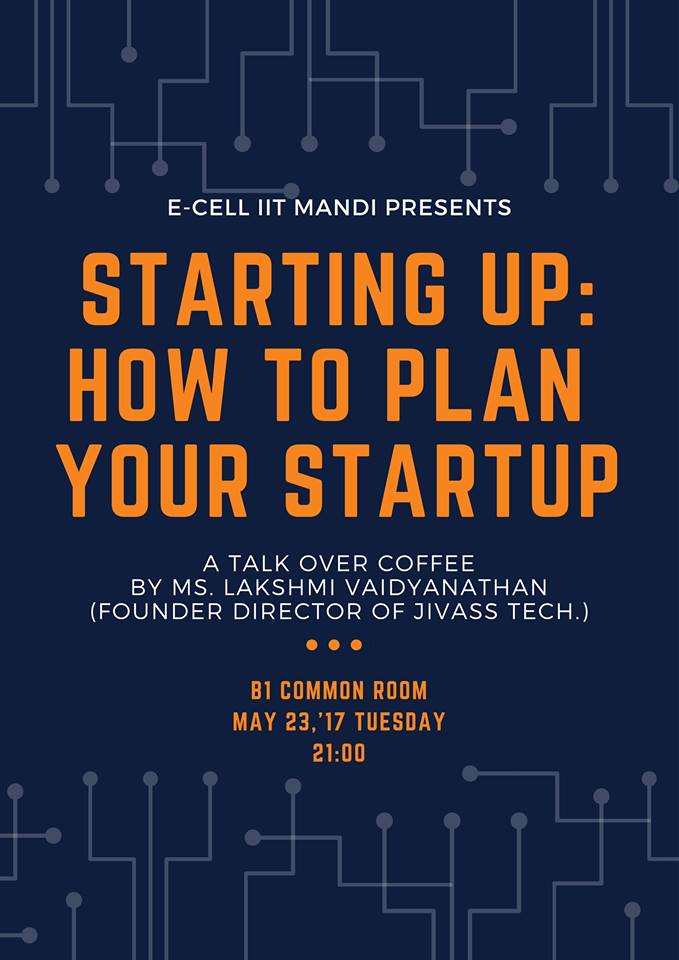 E-CELL IIT MANDI PRESENTS
STARTING UP:
HOW TO PLAN
YOUR STARTUP
A TALK OVER COFFEE
BY MS. LAKSHMI VAIDYANATHAN
(FOUNDER DIRECTOR OF JIVASS TECH.)
B1 COMMON ROOM
MAY 23,'17 TUESDAY
21:00